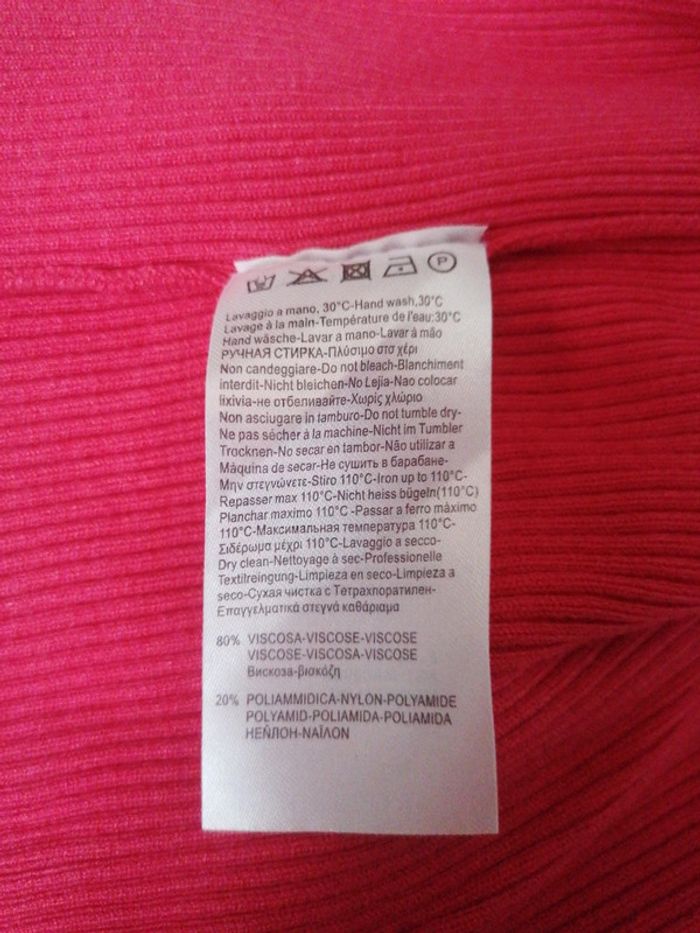 P
Lavaggio a mano, 30°C-Hand wash,30°C
Lavage à la main-Température de l'eau:30°C
Hand wäsche-Lavar a mano-Lavar à mão
РУЧНАЯ СТИРКА-Πλύσιμο στο χέρι
Non candeggiare-Do not bleach-Blanchiment
interdit-Nicht bleichen-No Lejia-Nao colocar
lixivia-не отбеливайте-Χωρίς χλώριο
Non asciugare in tamburo-Do not tumble dry-
Ne pas sécher à la machine-Nicht im Tumbler
Trocknen-No secar en tambor-Não utilizar a
Máquina de secar-Не сушить в барабане-
Μην στεγνώνετε-Stiro 110°C-Iron up to 110°C-
Repasser max 110°C-Nicht heiss bügeln(110°C)
Planchar maximo 110°C -Passar a ferro máximo
110°C-Максимальная температура 110°C-
Σιδέρωμα μέχρι 110°C-Lavaggio a secco-
Dry clean-Nettoyage à sec-Professionelle
Textilreingung-Limpieza en seco-Limpieza a
seco-Сухая чистка с Тетрахпоратилен-
Επαγγελματικά στεγνά καθάρισμα
80% VISCOSA-VISCOSE-VISCOSE
VISCOSE-VISCOSA-VISCOSE
Вискоза-βισκόζη
20% POLIAMMIDICA-NYLON-POLYAMIDE
POLYAMID-POLIAMIDA-POLIAMIDA
НЕЙЛОН-ΝΑΪΛΟΝ